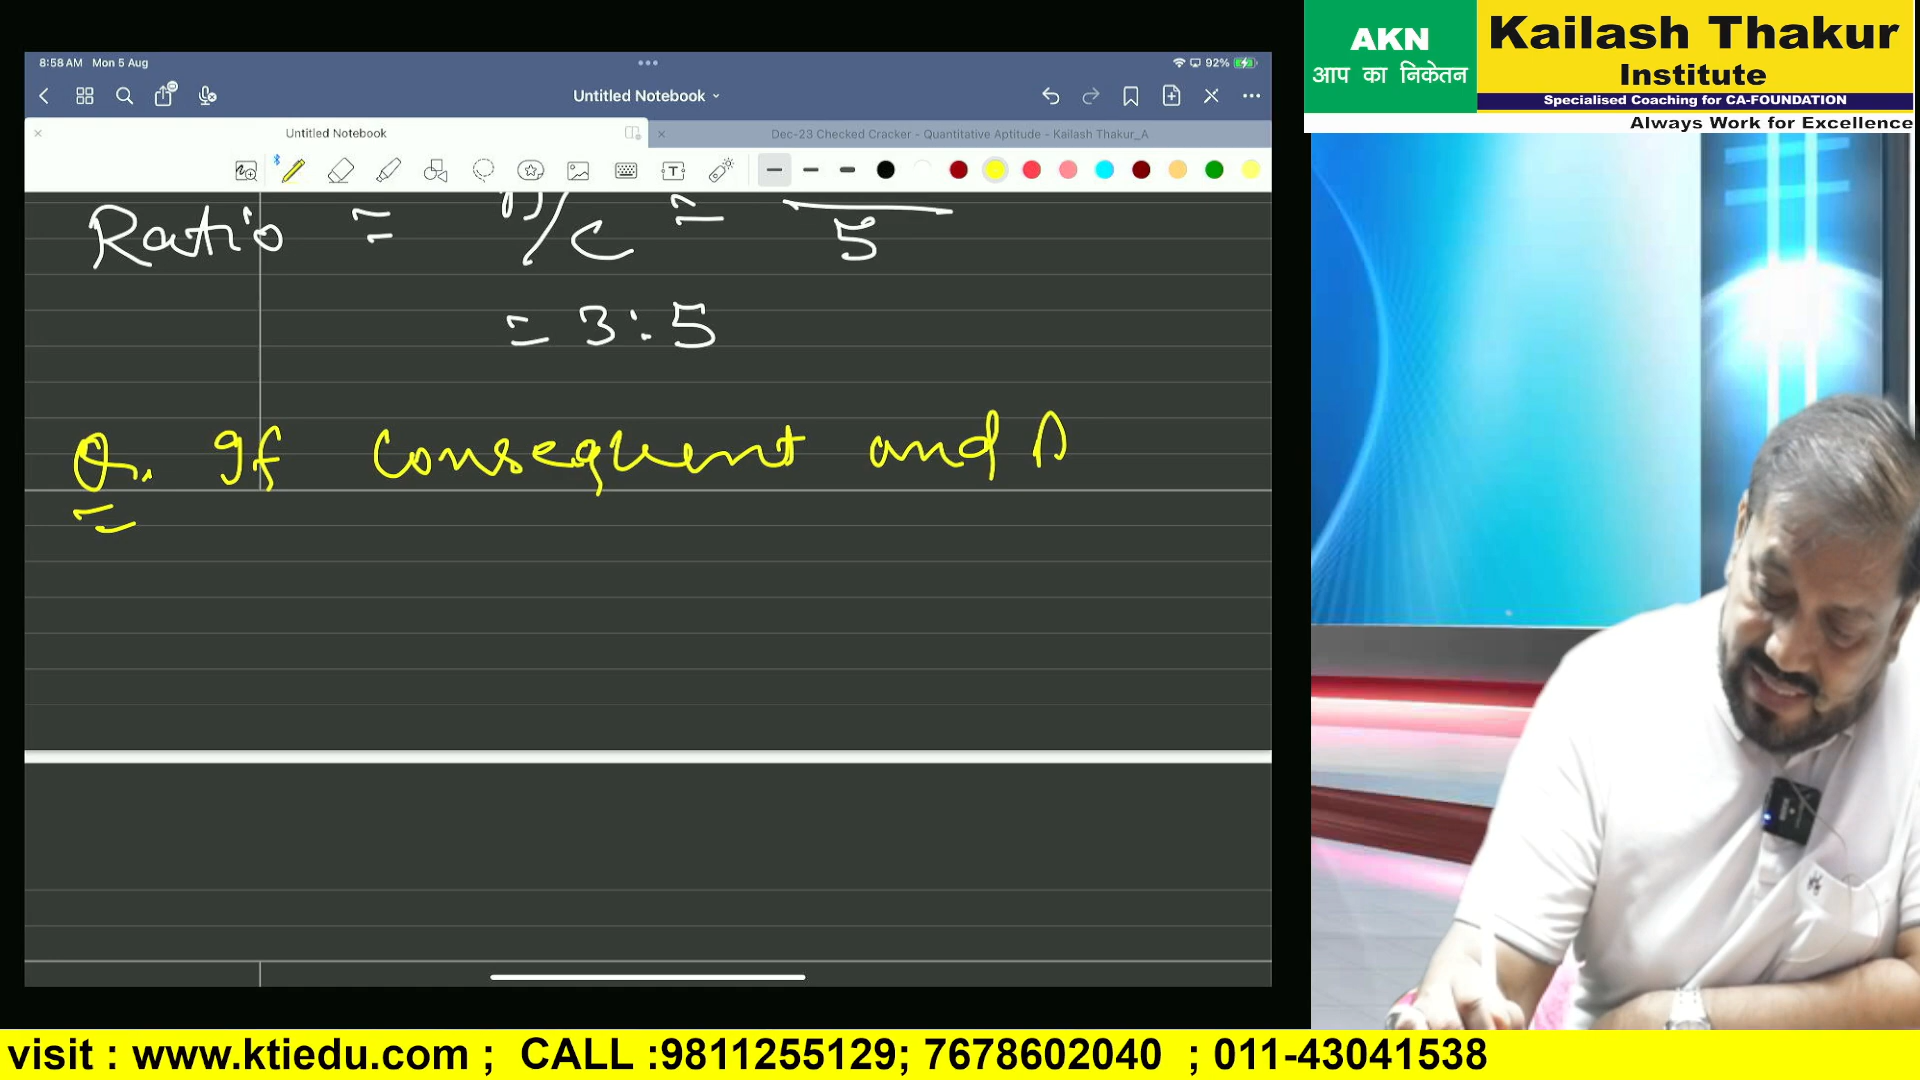 AKN
आप का निकेतन
Kailash Thakur
Institute
Specialised Coaching for CA-FOUNDATION
Always Work for Excellence
8:58 AM Mon 5 Aug
92%
Untitled Notebook
Untitled Notebook
Dec-23 Checked Cracker - Quantitative Aptitude - Kailash Thakur_A
Ratio = /C = 5
= 3:5
Q. If Consequent and
visit : www.ktiedu.com ; CALL :9811255129; 7678602040 ; 011-43041538